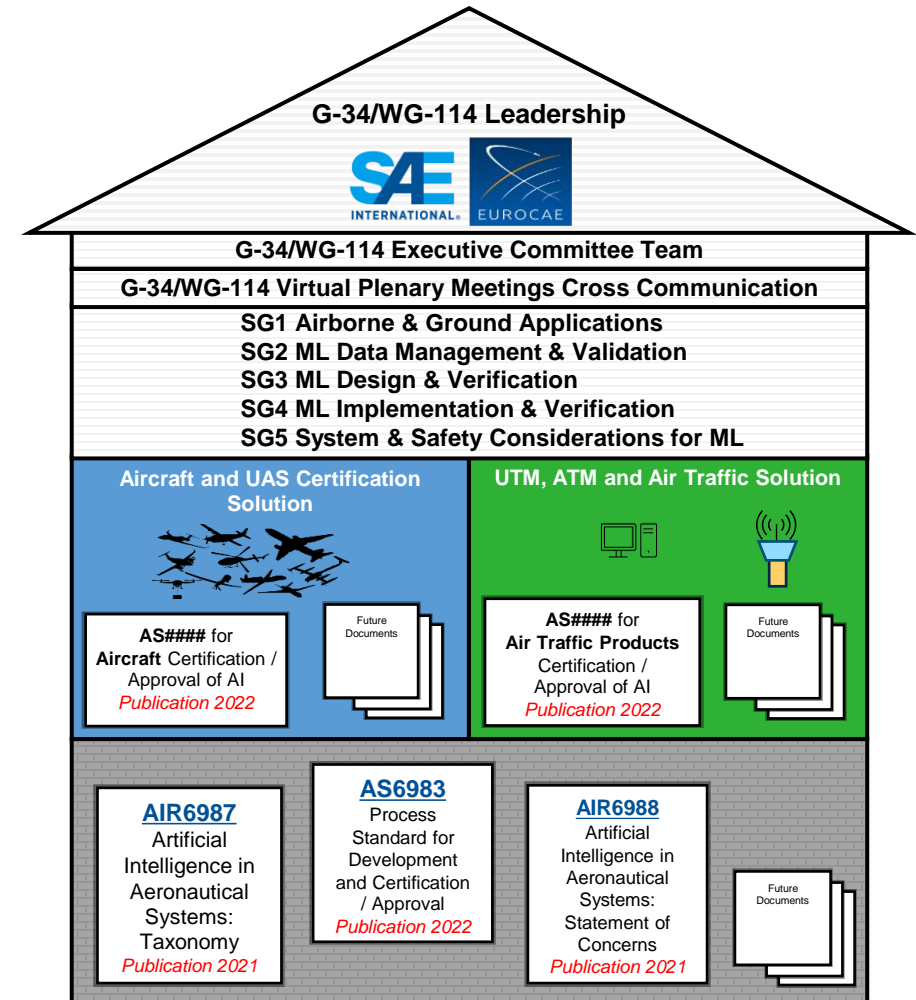 G-34/WG-114 Leadership
SAE
INTERNATIONAL®
EUROCAE
G-34/WG-114 Executive Committee Team
G-34/WG-114 Virtual Plenary Meetings Cross Communication
SG1 Airborne & Ground Applications
SG2 ML Data Management & Validation
SG3 ML Design & Verification
SG4 ML Implementation & Verification
SG5 System & Safety Considerations for ML
Aircraft and UAS Certification
Solution
AS#### for
Aircraft Certification /
Approval of AI
Publication 2022
Future
Documents
UTM, ATM and Air Traffic Solution
AS#### for
Air Traffic Products
Certification /
Approval of AI
Publication 2022
Future
Documents
AIR6987
Artificial
Intelligence in
Aeronautical
Systems:
Taxonomy
Publication 2021
AS6983
Process
Standard for
Development
and Certification
/ Approval
Publication 2022
AIR6988
Artificial
Intelligence in
Aeronautical
Systems:
Statement of
Concerns
Publication 2021
Future
Documents